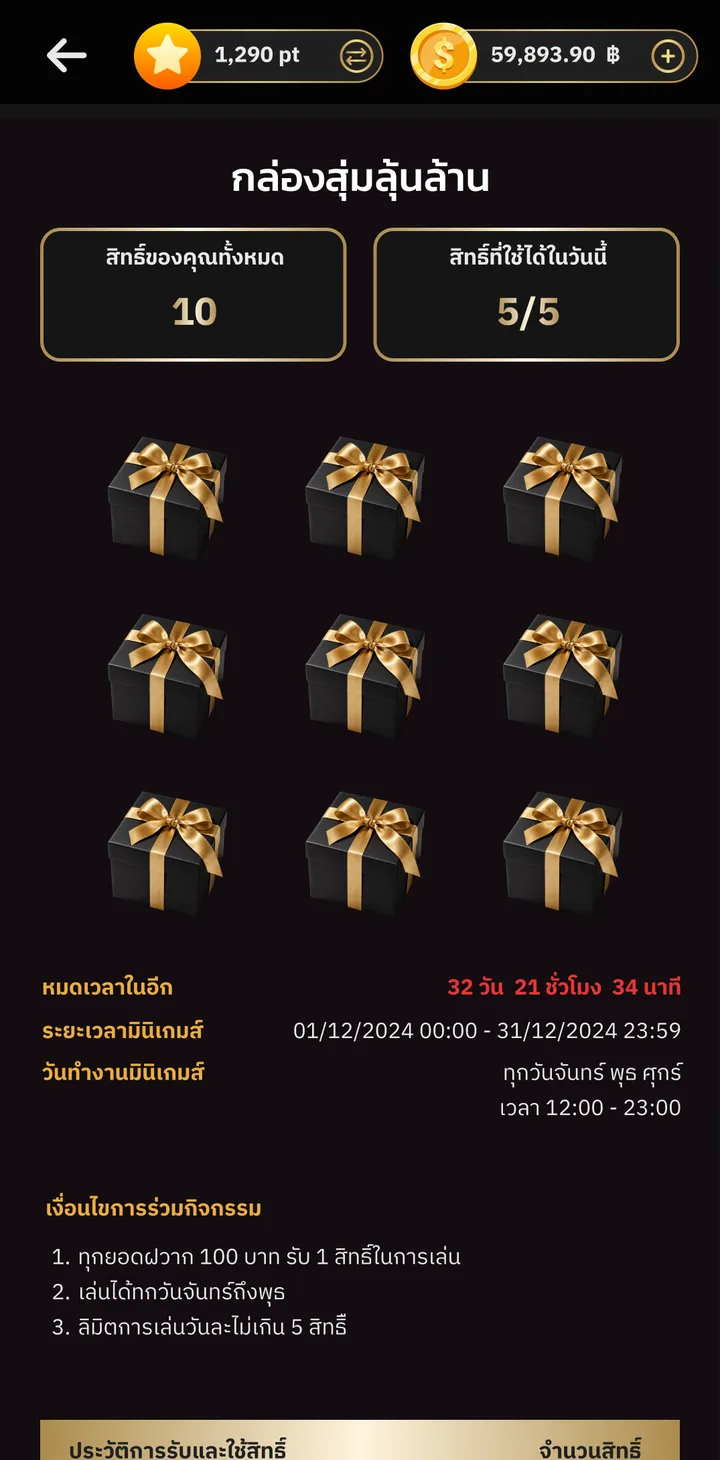 1,290 pt
59,893.90 ฿
กล่องสุ่มลุ้นล้าน
สิทธิ์ของคุณทั้งหมด
สิทธิ์ที่ใช้ได้ในวันนี้
10
5/5
หมดเวลาในอีก
32 วัน 21 ชั่วโมง 34 นาที
ระยะเวลามินิเกมส์
01/12/2024 00:00 - 31/12/2024 23:59
วันทำงานมินิเกมส์
ทุกวันจันทร์ พุธ ศุกร์
เวลา 12:00 - 23:00
เงื่อนไขการร่วมกิจกรรม
1. ทุกยอดฝวาก 100 บาท รับ 1 สิทธิ์ในการเล่น
2. เล่นได้ทกวันจันทร์ถึงพุธ
3. ลิมิตการเล่นวันละไม่เกิน 5 สิทธิ์
ประวัติการรับและใช้สิทธิ์
จำนวนสิทธิ์